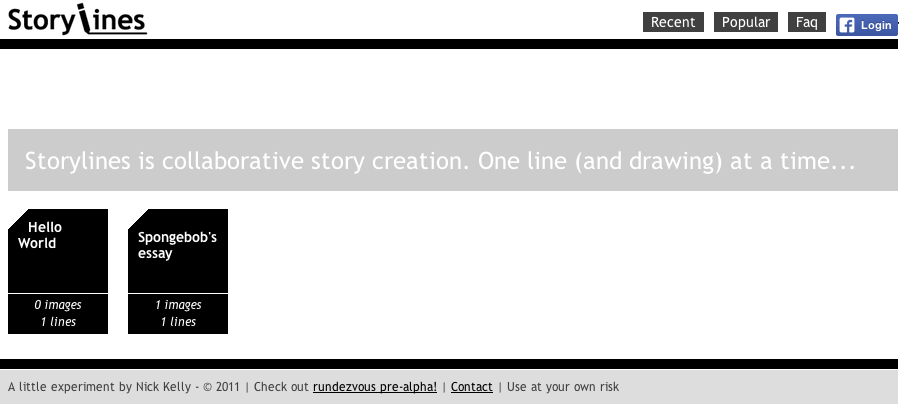 Storylines
Recent
Popular
Faq
Login
Storylines is collaborative story creation. One line (and drawing) at a time...
Hello
World
0 images
1 lines
Spongebob's
essay
1 images
1 lines
A little experiment by Nick Kelly - © 2011 | Check out rundezvous pre-alpha! | Contact | Use at your own risk